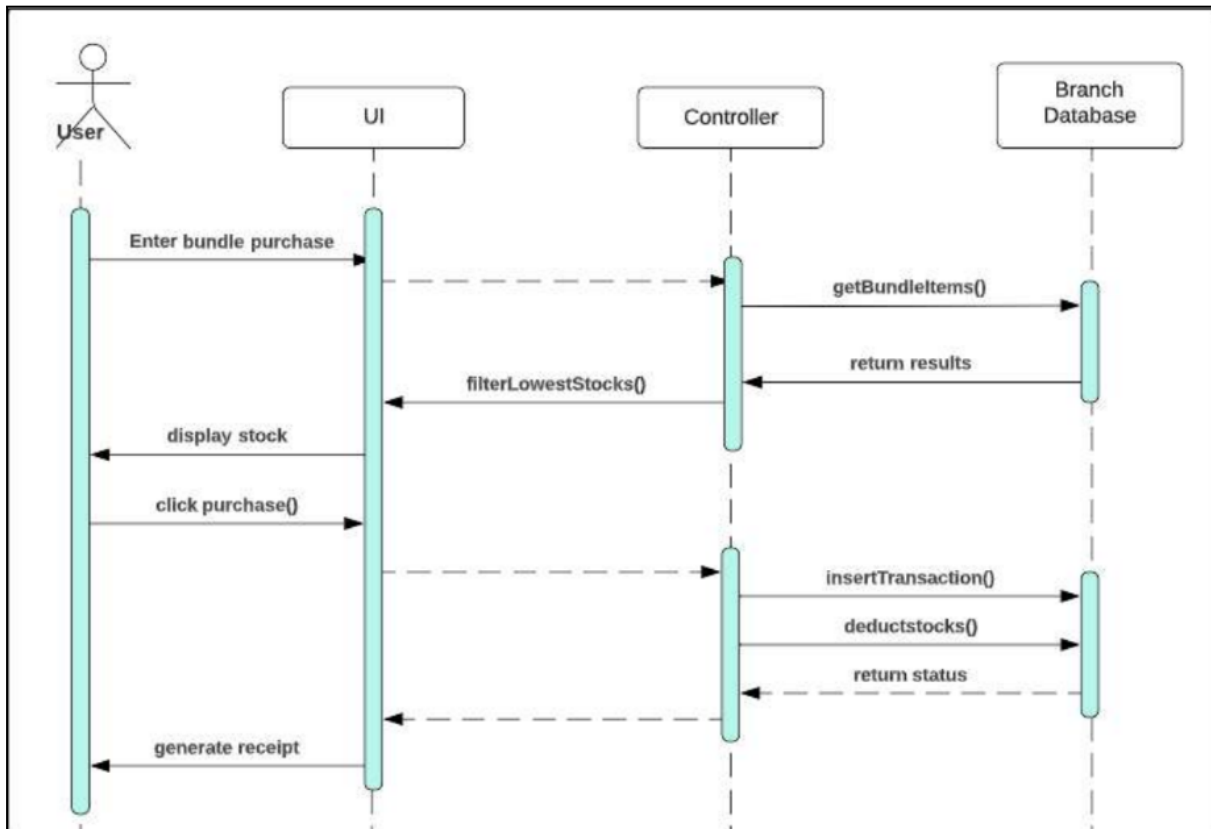 User
UI
Controller
Branch
Database
Enter bundle purchase
getBundleItems()
return results
filterLowestStocks()
display stock
click purchase()
insertTransaction()
deductstocks()
return status
generate receipt